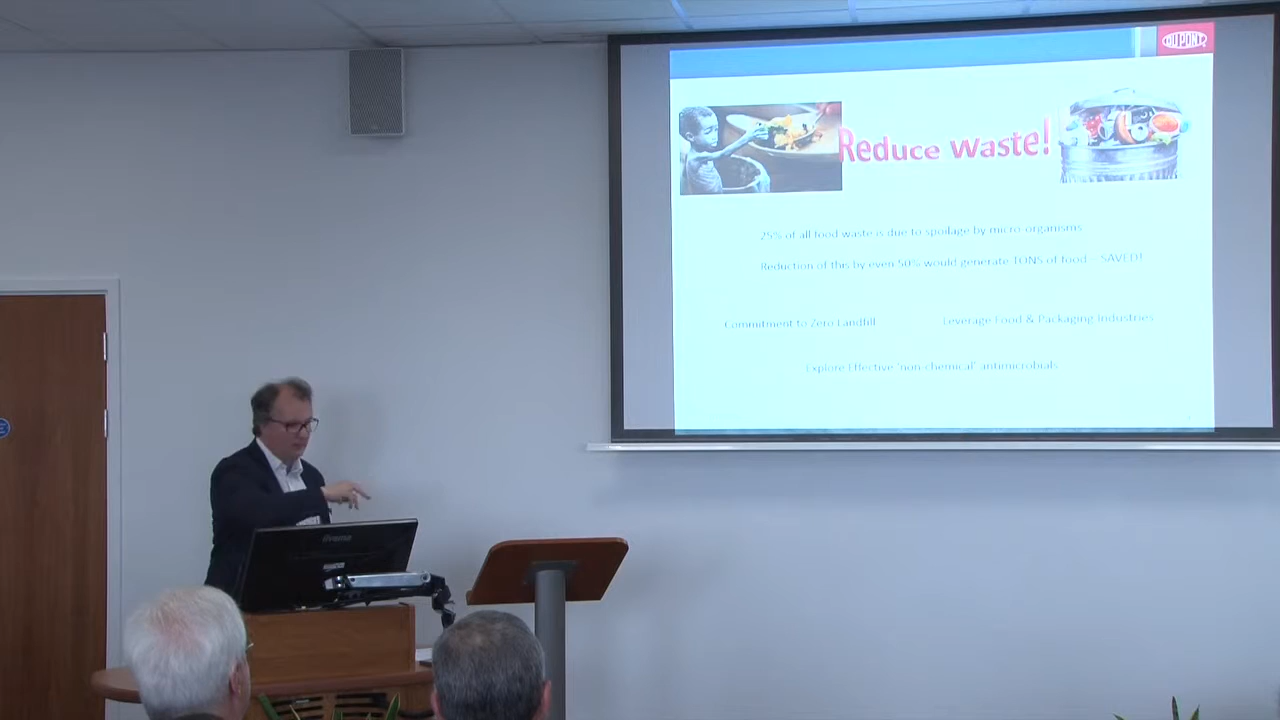 DU PONT
Reduce waste!
25% of all food waste is due to spoilage by micro-organisms
Reduction of this by even 50% would generate TONS of food – SAVED!
Commitment to Zero Landfill
Leverage Food & Packaging Industries
Explore Effective 'non-chemical' antimicrobials
iiyama